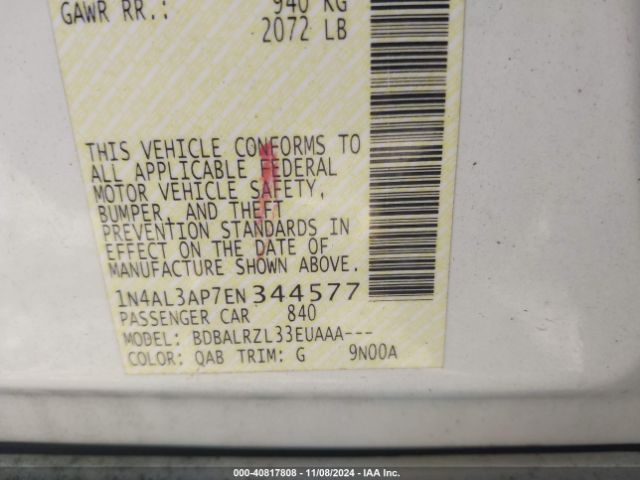 GAWR RR.: 940 KG
2072 LB
THIS VEHICLE CONFORMS TO
ALL APPLICABLE FEDERAL
MOTOR VEHICLE SAFETY,
BUMPER, AND THEFT
PREVENTION STANDARDS IN
EFFECT ON THE DATE OF
MANUFACTURE SHOWN ABOVE.
1N4AL3AP7EN344577
PASSENGER CAR 840
MODEL: BDBALRZL33EUAAA---
COLOR: QAB TRIM: G 9N00A
000-40817808 - 11/08/2024 - IAA Inc.